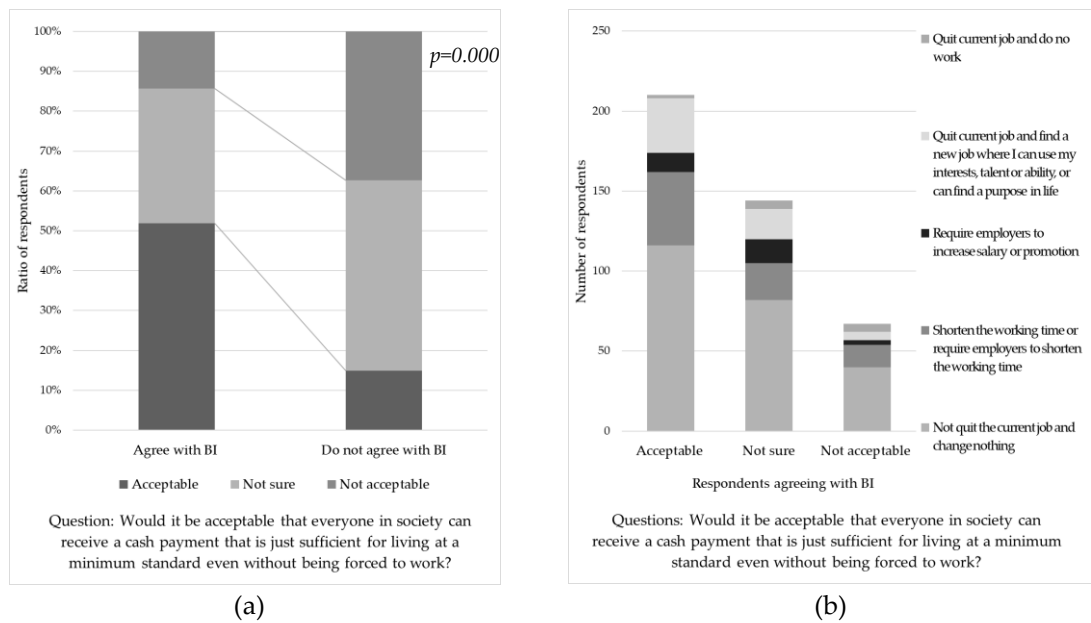 100%
90%
80%
70%
60%
50%
40%
30%
20%
10%
0%
Ratio of respondents
p=0.000
Agree with BI
Do not agree with BI
Acceptable
Not sure
Not acceptable
Question: Would it be acceptable that everyone in society can
receive a cash payment that is just sufficient for living at a
minimum standard even without being forced to work?
(a)
250
200
150
100
50
0
Number of respondents
Acceptable
Not sure
Not acceptable
Respondents agreeing with BI
Quit current job and do no
work
Quit current job and find a
new job where I can use my
interests, talent or ability, or
can find a purpose in life
Require employers to
increase salary or promotion
Shorten the working time or
require employers to shorten
the working time
Not quit the current job and
change nothing
Questions: Would it be acceptable that everyone in society can
receive a cash payment that is just sufficient for living at a minimum
standard even without being forced to work?
(b)